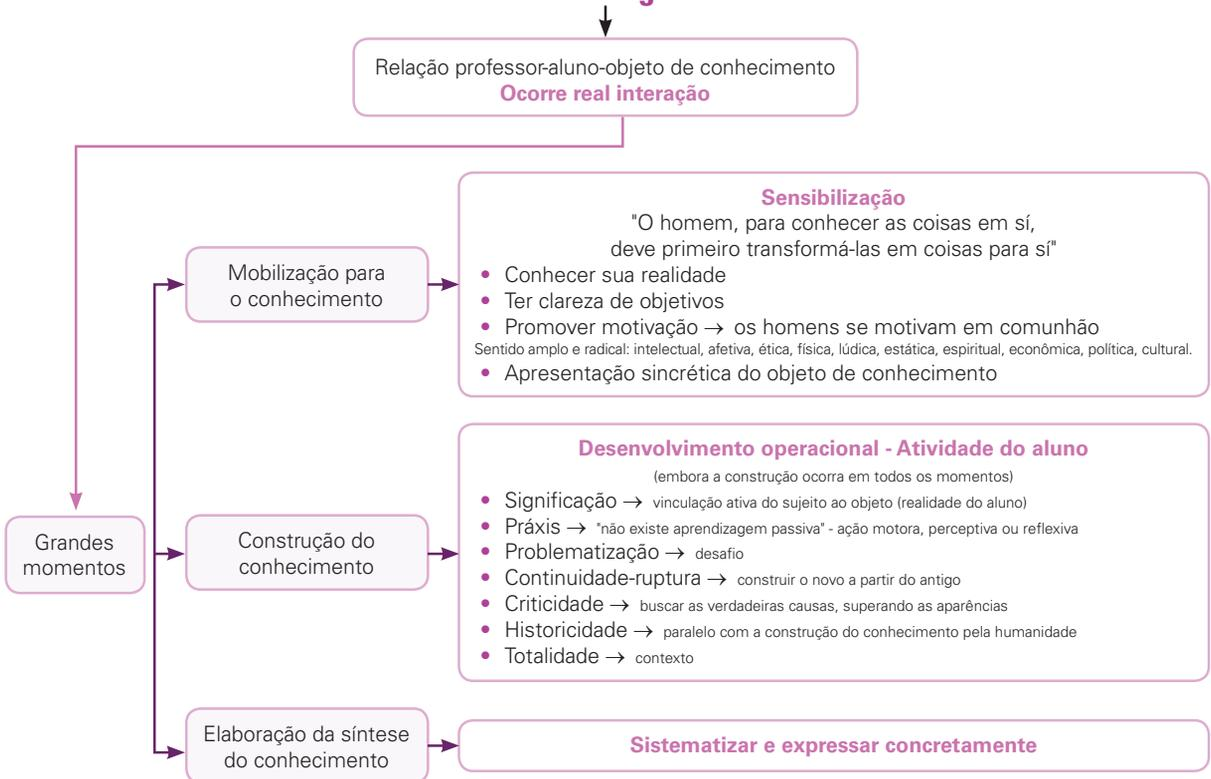 Relação professor-aluno-objeto de conhecimento
Ocorre real interação
Sensibilização
"O homem, para conhecer as coisas em sí,
deve primeiro transformá-las em coisas para sí"
• Conhecer sua realidade
• Ter clareza de objetivos
• Promover motivação → os homens se motivam em comunhão
Sentido amplo e radical: intelectual, afetiva, ética, física, lúdica, estática, espiritual, econômica, política, cultural.
• Apresentação sincrética do objeto de conhecimento
Mobilização para
o conhecimento
Desenvolvimento operacional - Atividade do aluno
(embora a construção ocorra em todos os momentos)
• Significação → vinculação ativa do sujeito ao objeto (realidade do aluno)
• Práxis → "não existe aprendizagem passiva" - ação motora, perceptiva ou reflexiva
• Problematização → desafio
• Continuidade-ruptura → construir o novo a partir do antigo
• Criticidade → buscar as verdadeiras causas, superando as aparências
• Historicidade → paralelo com a construção do conhecimento pela humanidade
• Totalidade → contexto
Grandes
momentos
Construção do
conhecimento
Elaboração da síntese
do conhecimento
Sistematizar e expressar concretamente